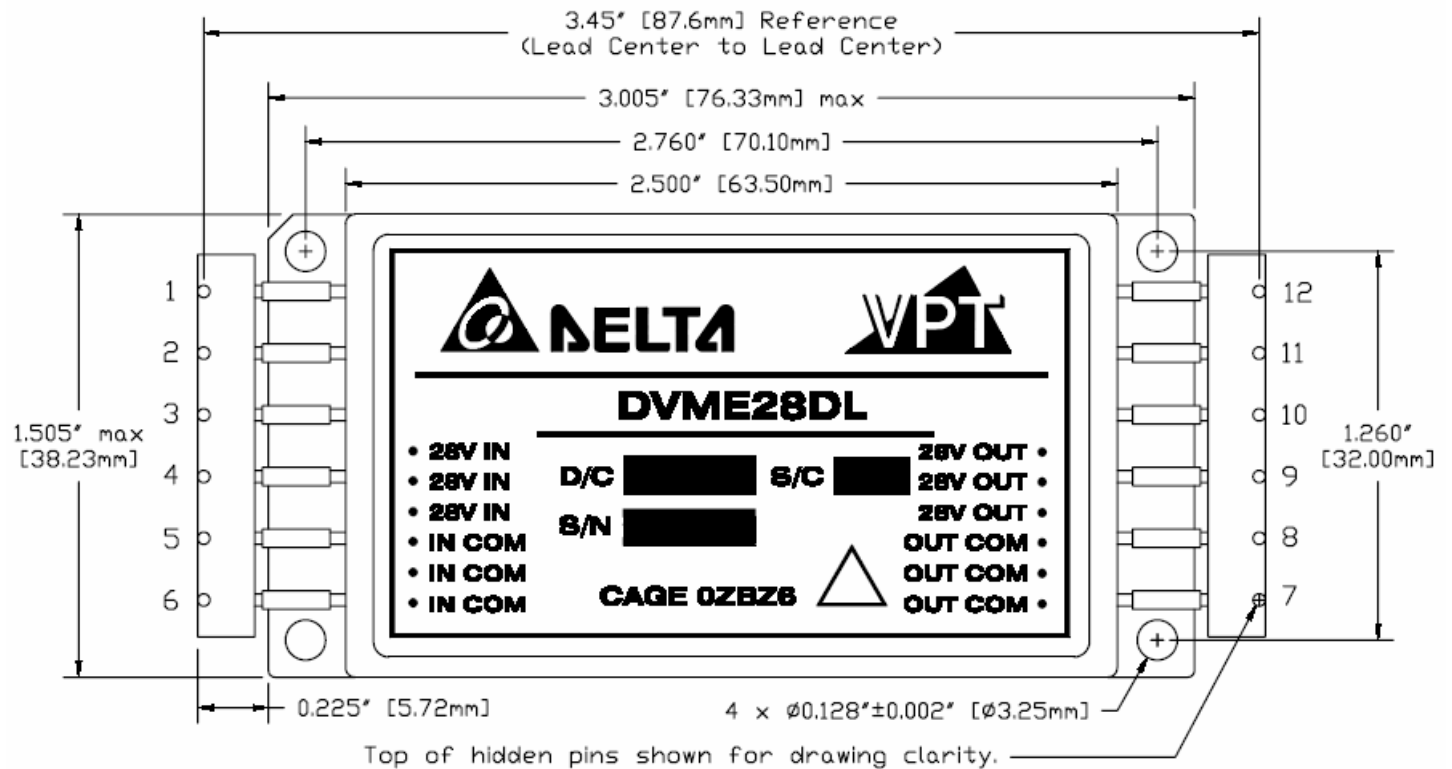 3.45" [87.6mm] Reference
(Lead Center to Lead Center)
3.005" [76.33mm] max
2.760" [70.10mm]
2.500" [63.50mm]
1
2
3
4
5
6
1.505" max
[38.23mm]
DELTA
VPT
DVME28DL
28V IN
28V IN
28V IN
IN COM
IN COM
IN COM
D/C
S/C
S/N
CAGE 0ZBZ6
28V OUT
28V OUT
28V OUT
OUT COM
OUT COM
OUT COM
12
11
10
9
8
7
1.260"
[32.00mm]
0.225" [5.72mm]
4 x Ø0.128"±0.002" [Ø3.25mm]
Top of hidden pins shown for drawing clarity.